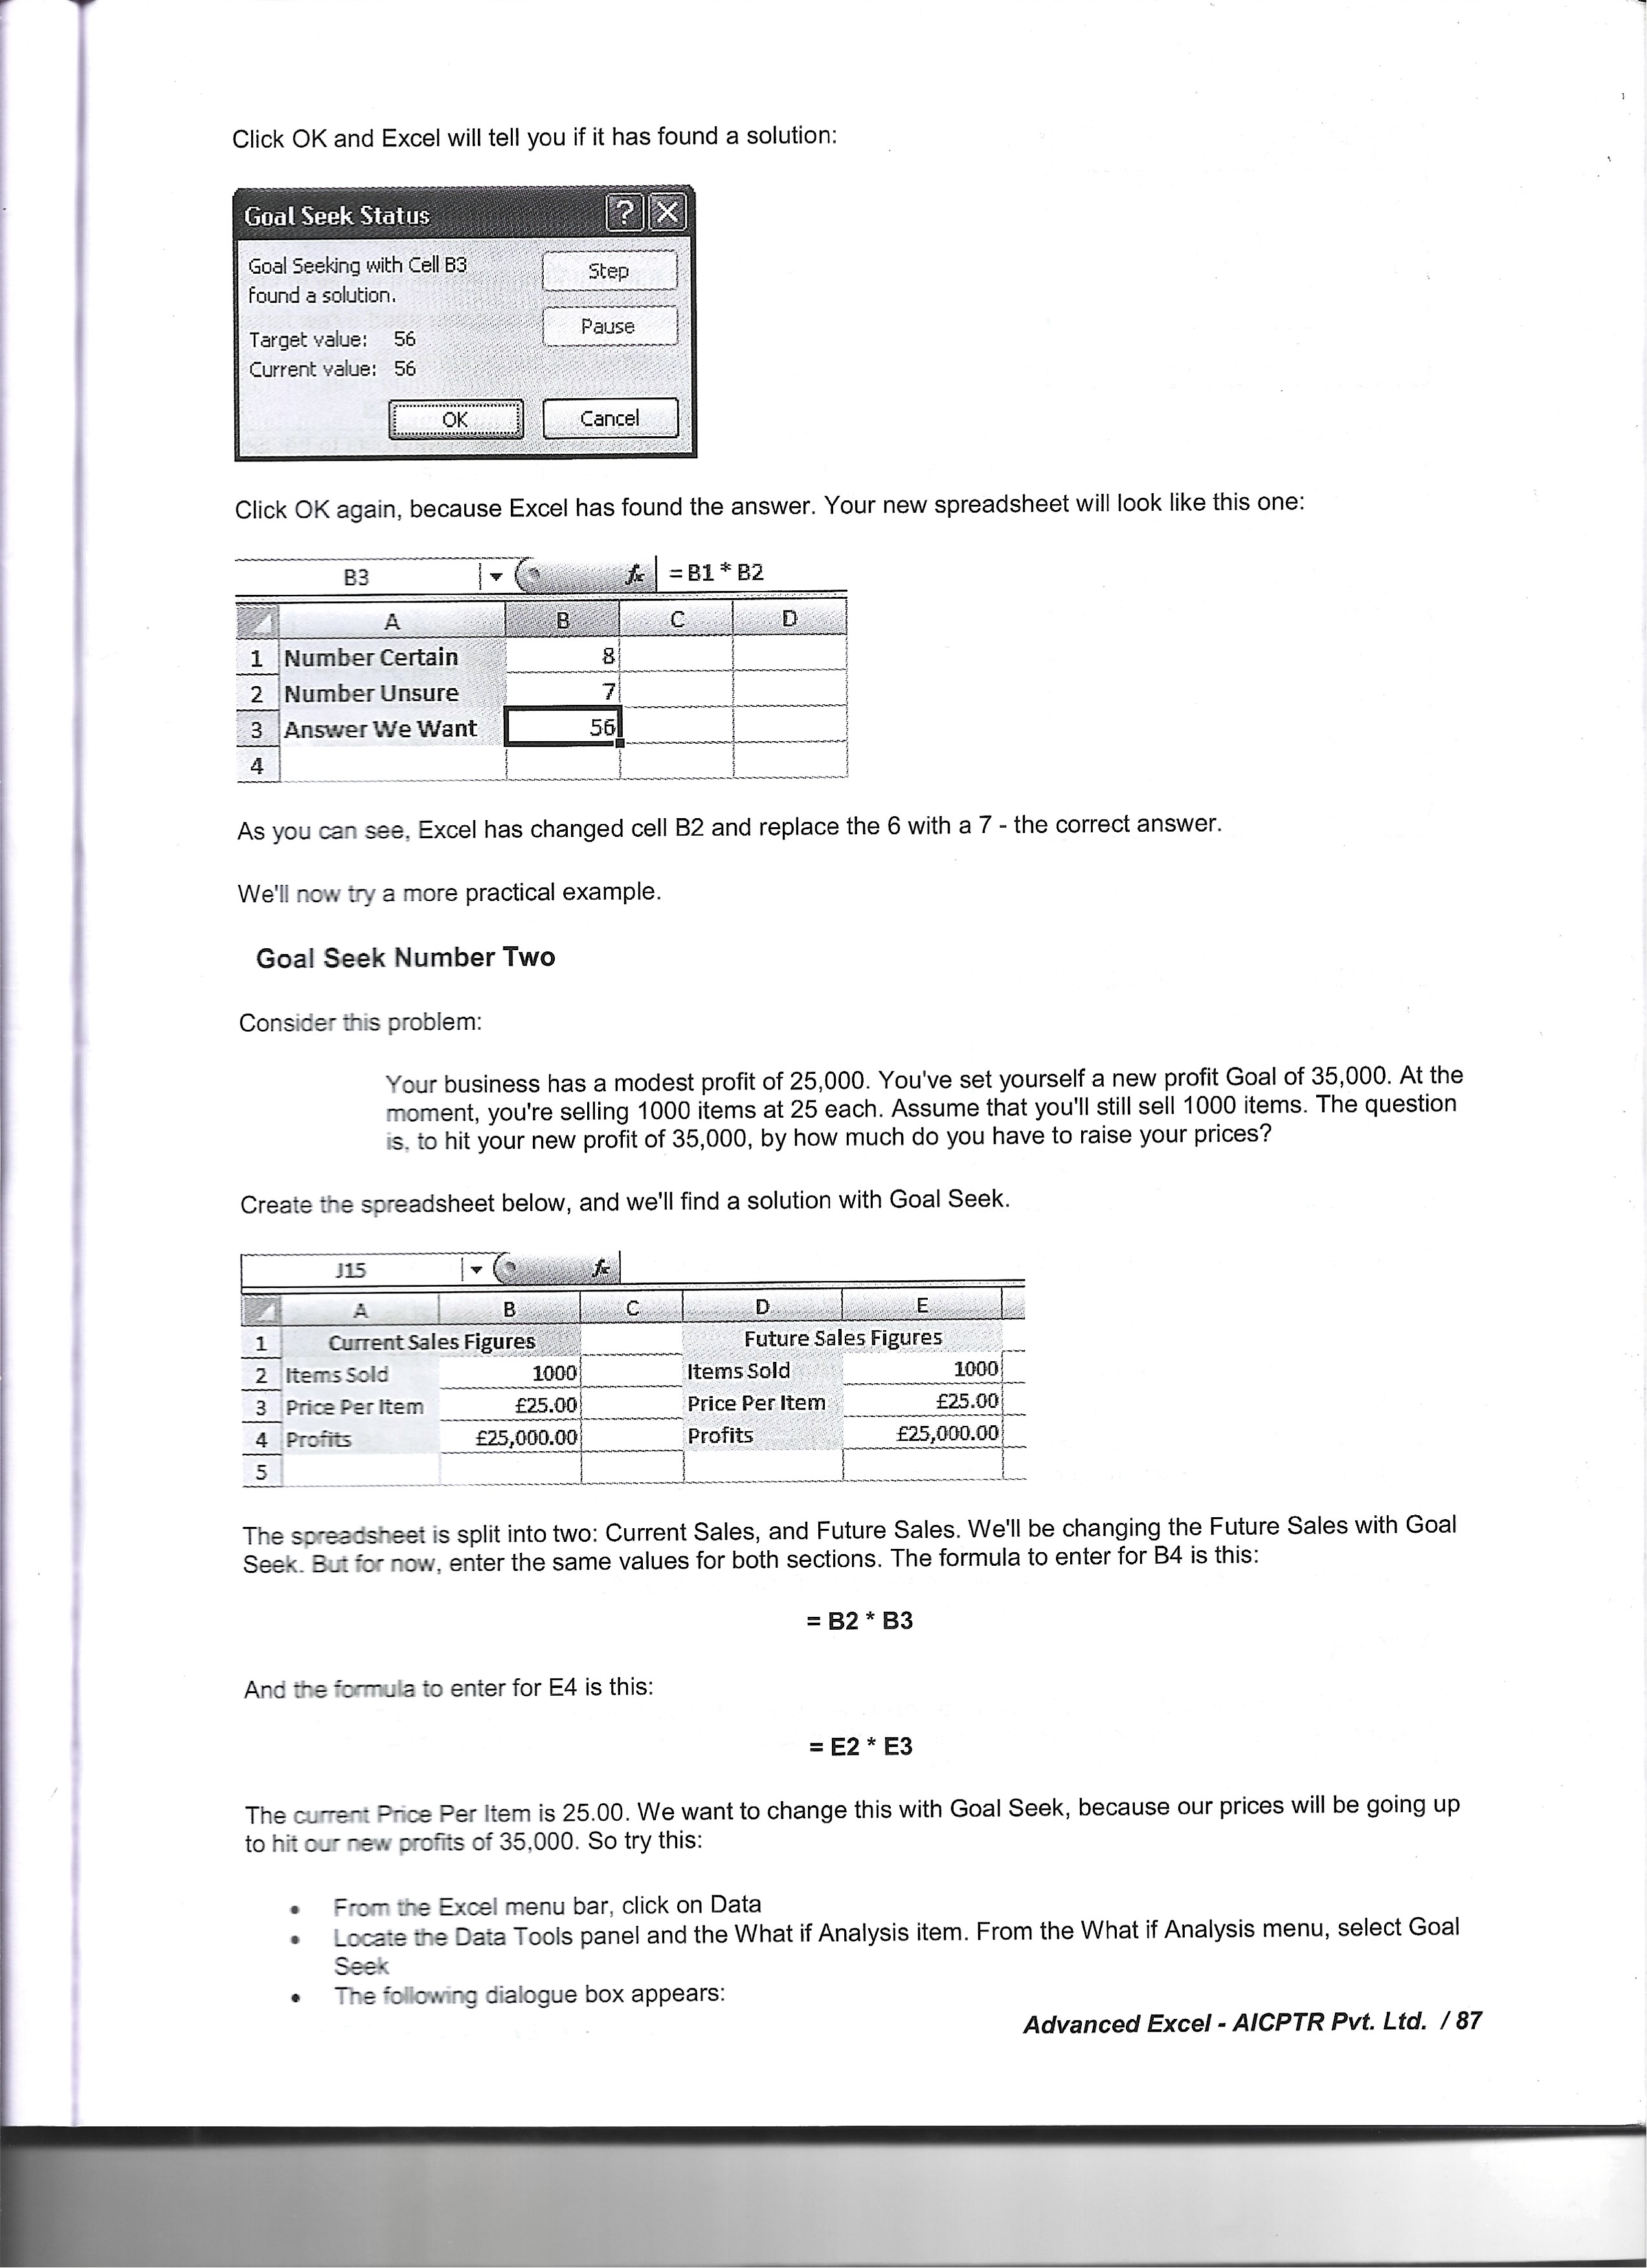 Click OK and Excel will tell you if it has found a solution:
Goal Seek Status ? X
Goal Seeking with Cell B3
found a solution.
Step
Pause
Target value: 56
Current value: 56
OK Cancel
Click OK again, because Excel has found the answer. Your new spreadsheet will look like this one:
B3 fx =B1*B2
A B C D
1 Number Certain 8
2 Number Unsure 7
3 Answer We Want 56
4
As you can see, Excel has changed cell B2 and replace the 6 with a 7 - the correct answer.
We'll now try a more practical example.
Goal Seek Number Two
Consider this problem:
Your business has a modest profit of 25,000. You've set yourself a new profit Goal of 35,000. At the
moment, you're selling 1000 items at 25 each. Assume that you'll still sell 1000 items. The question
is, to hit your new profit of 35,000, by how much do you have to raise your prices?
Create the spreadsheet below, and we'll find a solution with Goal Seek.
J15 fx
A B C D E
1 Current Sales Figures Future Sales Figures
2 Items Sold 1000 Items Sold 1000
3 Price Per Item £25.00 Price Per Item £25.00
4 Profits £25,000.00 Profits £25,000.00
5
The spreadsheet is split into two: Current Sales, and Future Sales. We'll be changing the Future Sales with Goal
Seek. But for now, enter the same values for both sections. The formula to enter for B4 is this:
= B2 * B3
And the formula to enter for E4 is this:
= E2 * E3
The current Price Per Item is 25.00. We want to change this with Goal Seek, because our prices will be going up
to hit our new profits of 35,000. So try this:
• From the Excel menu bar, click on Data
• Locate the Data Tools panel and the What if Analysis item. From the What if Analysis menu, select Goal
Seek
• The following dialogue box appears:
Advanced Excel - AICPTR Pvt. Ltd. / 87